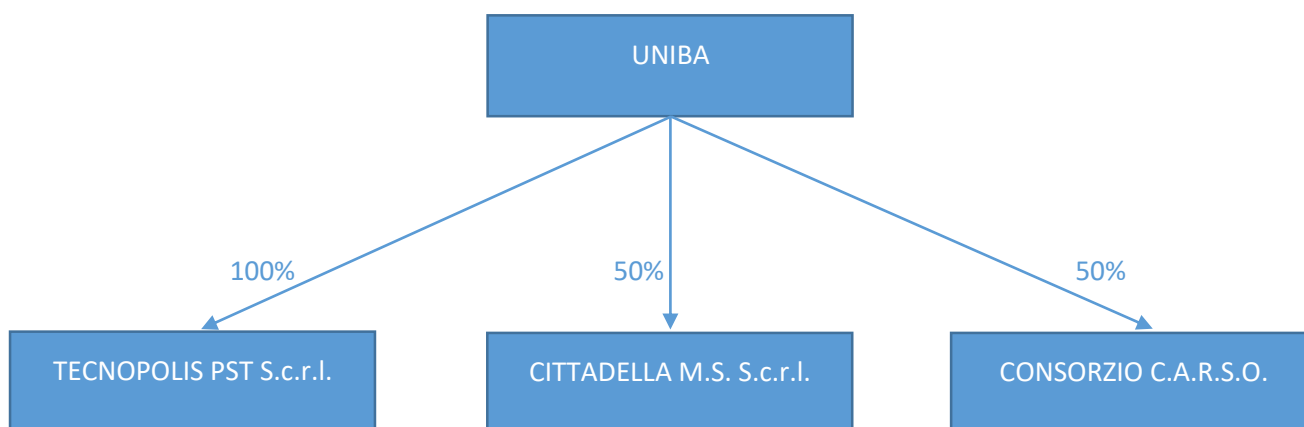 UNIBA
100%
50%
50%
TECNOPOLIS PST S.c.r.l.
CITTADELLA M.S. S.c.r.l.
CONSORZIO C.A.R.S.O.